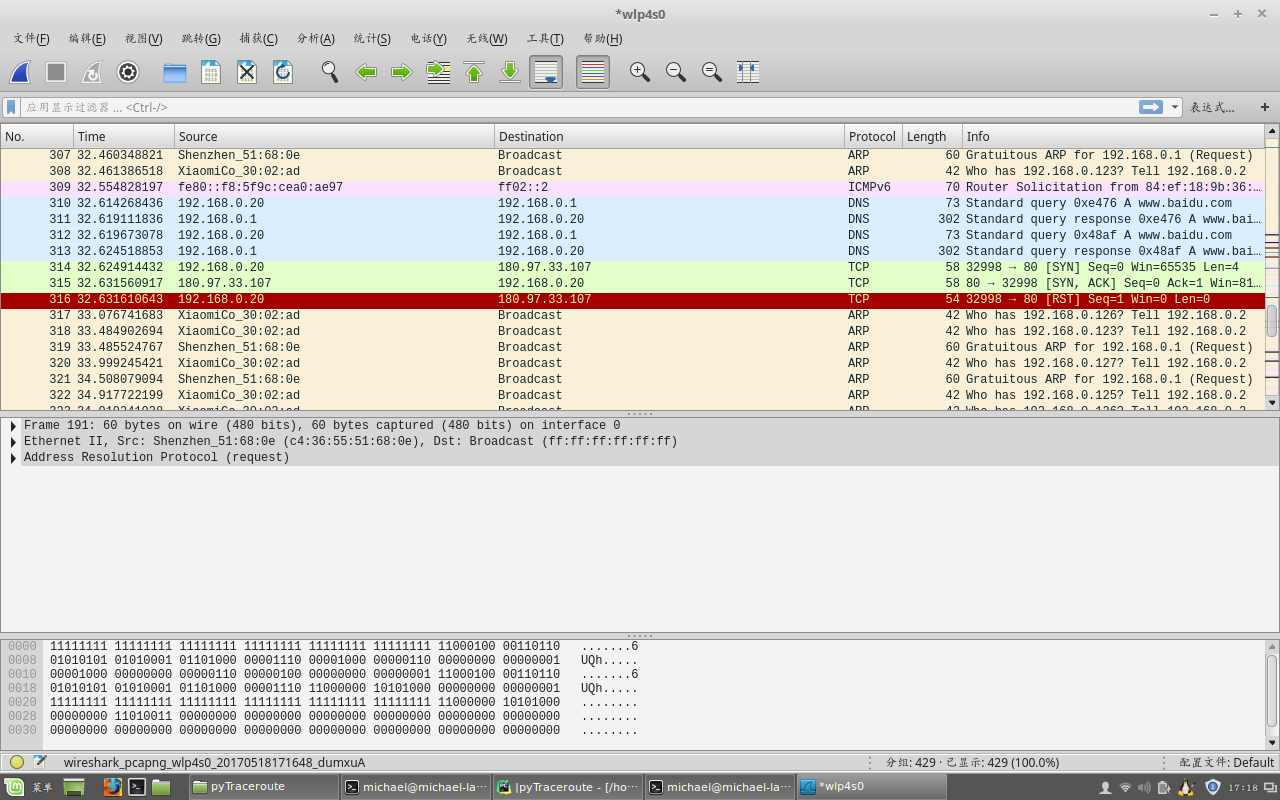 *wlp4s0
文件(F) 编辑(E) 视图(V) 跳转(G) 捕获(C) 分析(A) 统计(S) 电话(Y) 无线(W) 工具(T) 帮助(H)
应用显示过滤器 … <Ctrl-/> 表达式… +
No. Time Source Destination Protocol Length Info
307 32.460348821 Shenzhen_51:68:0e Broadcast ARP 60 Gratuitous ARP for 192.168.0.1 (Request)
308 32.461386518 XiaomiCo_30:02:ad Broadcast ARP 42 Who has 192.168.0.123? Tell 192.168.0.2
309 32.554828197 fe80::f8:5f9c:cea0:ae97 ff02::2 ICMPv6 70 Router Solicitation from 84:ef:18:9b:36:…
310 32.614268436 192.168.0.20 192.168.0.1 DNS 73 Standard query 0xe476 A www.baidu.com
311 32.619111836 192.168.0.1 192.168.0.20 DNS 302 Standard query response 0xe476 A www.bai…
312 32.619673078 192.168.0.20 192.168.0.1 DNS 73 Standard query 0x48af A www.baidu.com
313 32.624518853 192.168.0.1 192.168.0.20 DNS 302 Standard query response 0x48af A www.bai…
314 32.624914432 192.168.0.20 180.97.33.107 TCP 58 32998 → 80 [SYN] Seq=0 Win=65535 Len=4
315 32.631560917 180.97.33.107 192.168.0.20 TCP 58 80 → 32998 [SYN, ACK] Seq=0 Ack=1 Win=81…
316 32.631610643 192.168.0.20 180.97.33.107 TCP 54 32998 → 80 [RST] Seq=1 Win=0 Len=0
317 33.076741683 XiaomiCo_30:02:ad Broadcast ARP 42 Who has 192.168.0.126? Tell 192.168.0.2
318 33.484902694 XiaomiCo_30:02:ad Broadcast ARP 42 Who has 192.168.0.123? Tell 192.168.0.2
319 33.485524767 Shenzhen_51:68:0e Broadcast ARP 60 Gratuitous ARP for 192.168.0.1 (Request)
320 33.999245421 XiaomiCo_30:02:ad Broadcast ARP 42 Who has 192.168.0.127? Tell 192.168.0.2
321 34.508079094 Shenzhen_51:68:0e Broadcast ARP 60 Gratuitous ARP for 192.168.0.1 (Request)
322 34.917722199 XiaomiCo_30:02:ad Broadcast ARP 42 Who has 192.168.0.125? Tell 192.168.0.2
Frame 191: 60 bytes on wire (480 bits), 60 bytes captured (480 bits) on interface 0
Ethernet II, Src: Shenzhen_51:68:0e (c4:36:55:51:68:0e), Dst: Broadcast (ff:ff:ff:ff:ff:ff)
Address Resolution Protocol (request)
0000 11111111 11111111 11111111 11111111 11111111 11111111 11000100 00110110 .......6
0008 01010101 01010001 01101000 00001110 00001000 00000110 00000000 00000001 UQh.....
0010 00001000 00000000 00000110 00000100 00000000 00000001 11000100 00110110 .......6
0018 01010101 01010001 01101000 00001110 11000000 10101000 00000000 00000001 UQh.....
0020 11111111 11111111 11111111 11111111 11111111 11111111 11000000 10101000 ........
0028 00000000 11010011 00000000 00000000 00000000 00000000 00000000 00000000 ........
0030 00000000 00000000 00000000 00000000 00000000 00000000 00000000 00000000 ........
wireshark_pcapng_wlp4s0_20170518171648_dumxuA 分组: 429 · 已显示: 429 (100.0%) 配置文件: Default
菜单 pyTraceroute michael@michael-la… |pyTraceroute - [/ho… michael@michael-la… *wlp4s0 17:18